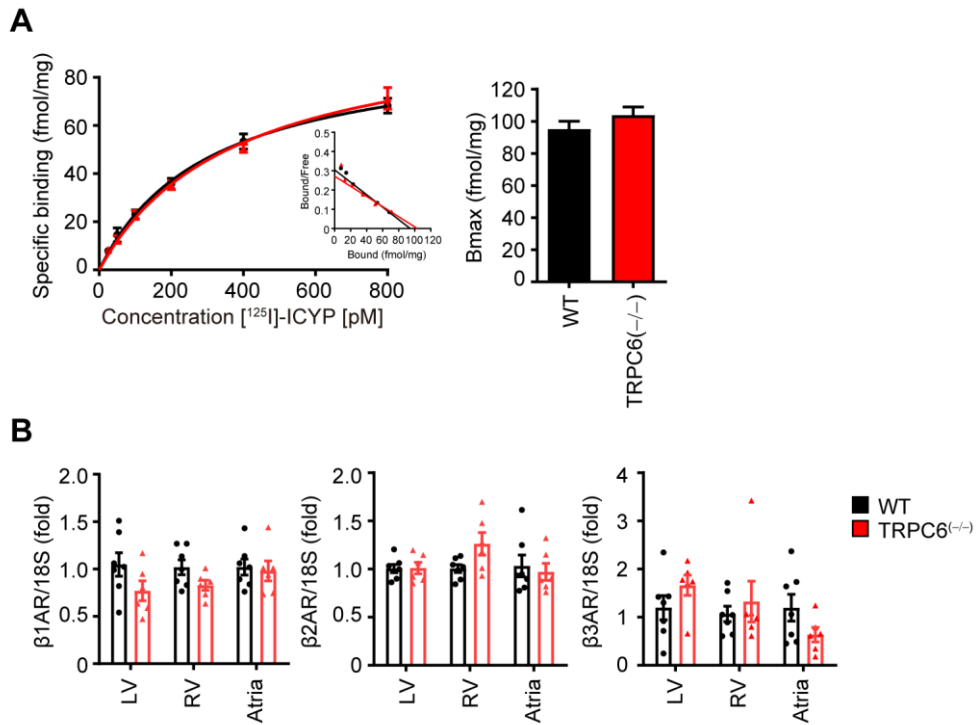 A
Specific binding (fmol/mg)
80
60
40
20
0
0 200 400 600 800
Concentration [¹²⁵I]-ICYP [pM]
Bound/Free
0.5
0.4
0.3
0.2
0.1
0
0 20 40 60 80 100 120
Bound (fmol/mg)
Bmax (fmol/mg)
120
100
80
60
40
20
0
WT
TRPC6(−/−)
B
β1AR/18S (fold)
2.0
1.5
1.0
0.5
0
LV RV Atria
β2AR/18S (fold)
2.0
1.5
1.0
0.5
0
LV RV Atria
β3AR/18S (fold)
4
3
2
1
0
LV RV Atria
WT
TRPC6⁽⁻/⁻⁾